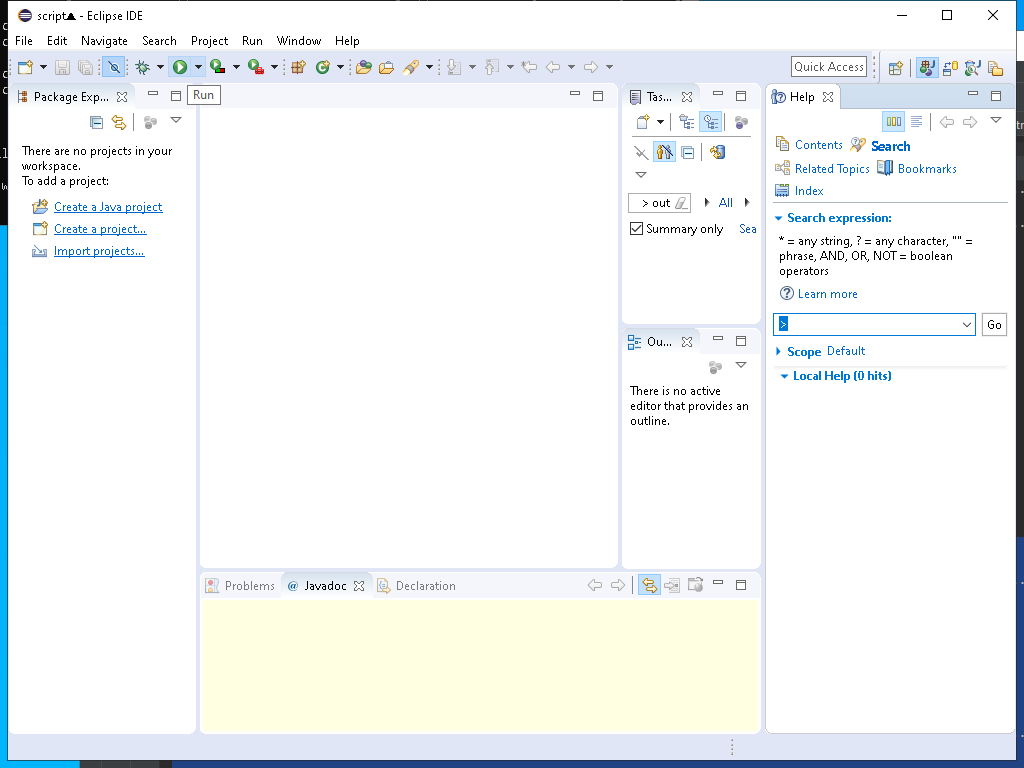 script▲ - Eclipse IDE
File Edit Navigate Search Project Run Window Help
Quick Access
Package Exp...
Run
There are no projects in your
workspace.
To add a project:
Create a Java project
Create a project...
Import projects...
Tas...
> out
All
Summary only
Sea
Ou...
There is no active
editor that provides an
outline.
Problems
@ Javadoc
Declaration
Help
Contents
Search
Related Topics
Bookmarks
Index
Search expression:
* = any string, ? = any character, "" =
phrase, AND, OR, NOT = boolean
operators
Learn more
>
Go
Scope Default
Local Help (0 hits)